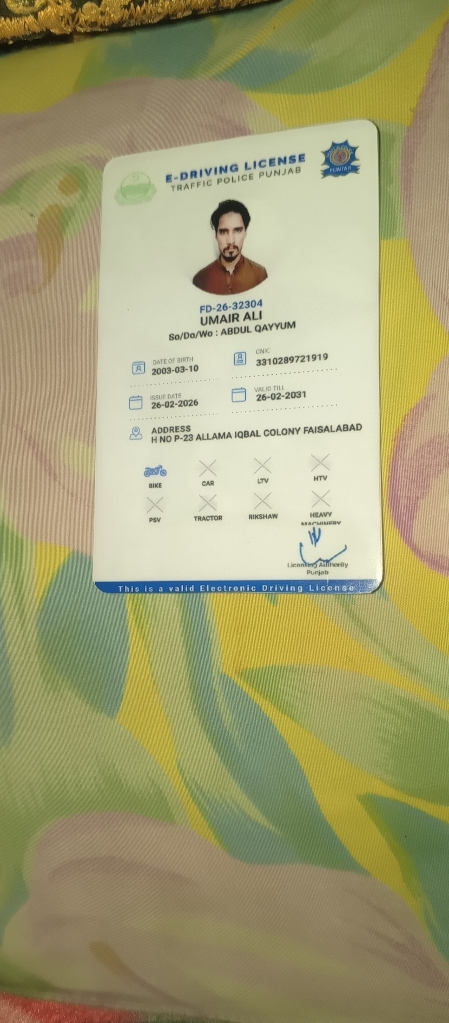 E-DRIVING LICENSE
TRAFFIC POLICE PUNJAB
PUNJAB
FD-26-32304
UMAIR ALI
So/Do/Wo : ABDUL QAYYUM
DATE OF BIRTH
2003-03-10
CNIC
3310289721919
ISSUE DATE
26-02-2026
VALID TILL
26-02-2031
ADDRESS
H NO P-23 ALLAMA IQBAL COLONY FAISALABAD
BIKE CAR LTV HTV
PSV TRACTOR RIKSHAW HEAVY
MACHINERY
Licensing Authority
Punjab
This is a valid Electronic Driving License